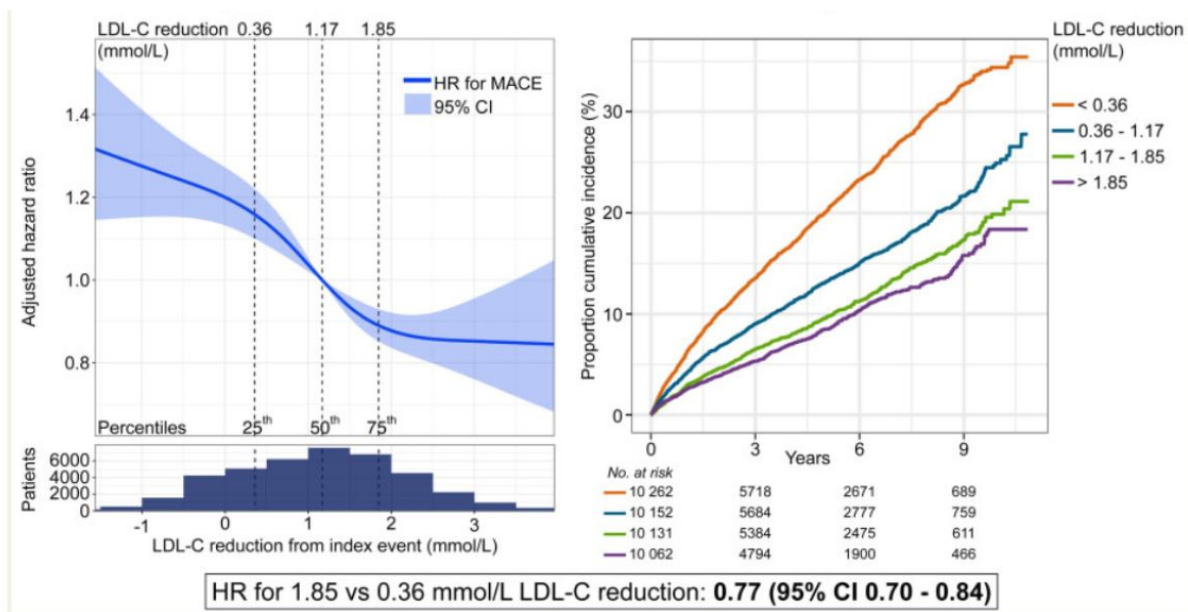 LDL-C reduction 0.36 1.17 1.85
(mmol/L)
HR for MACE
95% CI
1.4
1.2
1.0
0.8
Adjusted hazard ratio
Percentiles 25th 50th 75th
Patients
6000
4000
2000
0
-1 0 1 2 3
LDL-C reduction from index event (mmol/L)
LDL-C reduction
(mmol/L)
< 0.36
0.36 - 1.17
1.17 - 1.85
> 1.85
Proportion cumulative incidence (%)
30
20
10
0
0 3 6 9
Years
No. at risk
10 262 5718 2671 689
10 152 5684 2777 759
10 131 5384 2475 611
10 062 4794 1900 466
HR for 1.85 vs 0.36 mmol/L LDL-C reduction: 0.77 (95% CI 0.70 - 0.84)